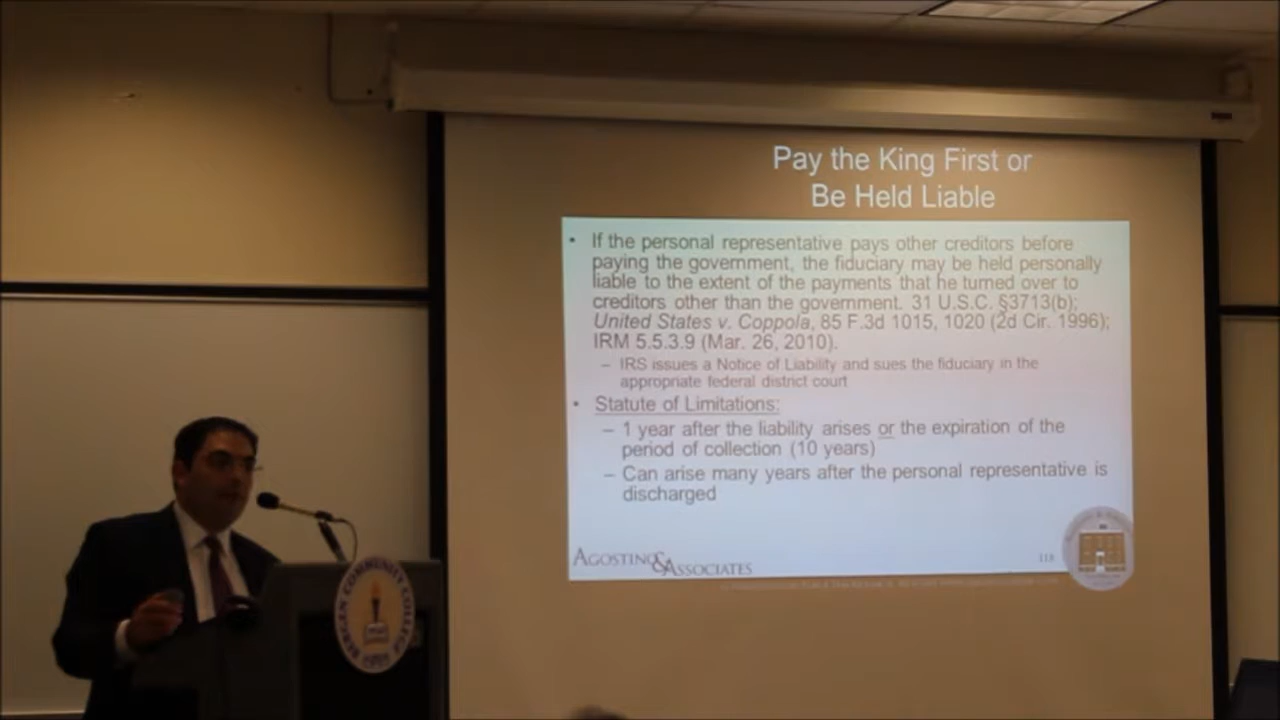 Pay the King First or
Be Held Liable
• If the personal representative pays other creditors before
paying the government, the fiduciary may be held personally
liable to the extent of the payments that he turned over to
creditors other than the government. 31 U.S.C. §3713(b);
United States v. Coppola, 85 F.3d 1015, 1020 (2d Cir. 1996);
IRM 5.5.3.9 (Mar. 26, 2010).
– IRS issues a Notice of Liability and sues the fiduciary in the
appropriate federal district court
• Statute of Limitations:
– 1 year after the liability arises or the expiration of the
period of collection (10 years)
– Can arise many years after the personal representative is
discharged
AGOSTINO & ASSOCIATES
BERGEN COMMUNITY COLLEGE